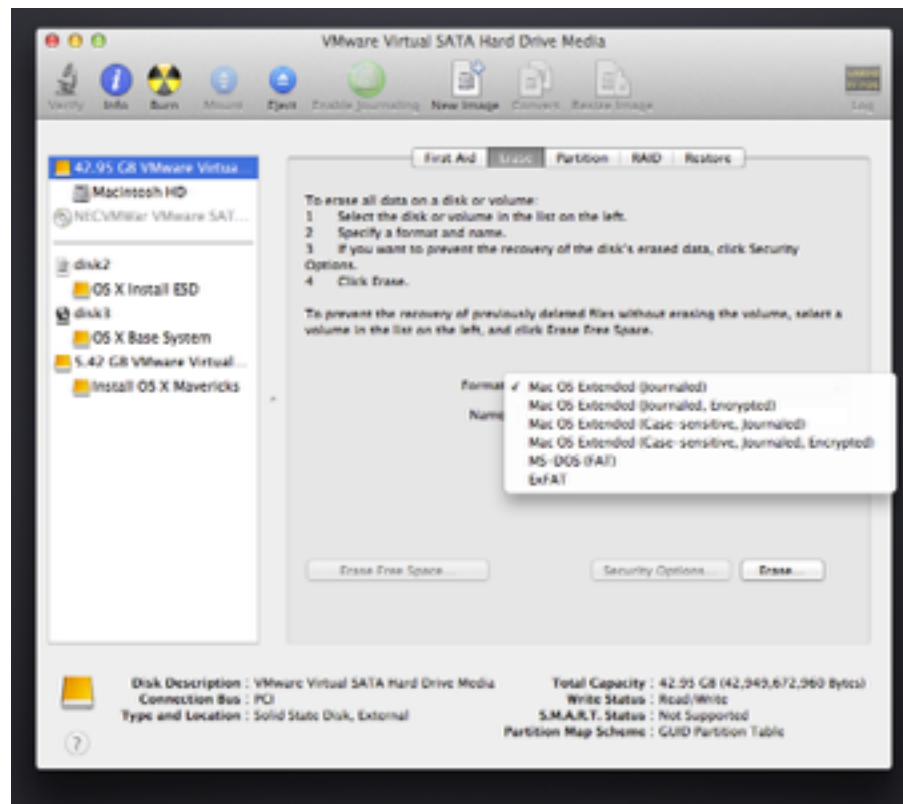 VMware Virtual SATA Hard Drive Media
Verify Info Burn Mount Eject Enable Journaling New Image Convert Resize Image Log
42.95 GB VMware Virtua...
Macintosh HD
NECVMWar VMware SAT...
disk2
OS X Install ESD
disk3
OS X Base System
5.42 GB VMware Virtual...
Install OS X Mavericks
First Aid Erase Partition RAID Restore
To erase all data on a disk or volume:
1 Select the disk or volume in the list on the left.
2 Specify a format and name.
3 If you want to prevent the recovery of the disk's erased data, click Security
Options.
4 Click Erase.
To prevent the recovery of previously deleted files without erasing the volume, select a
volume in the list on the left, and click Erase Free Space.
Format ✓ Mac OS Extended (Journaled)
Mac OS Extended (Journaled, Encrypted)
Name
Mac OS Extended (Case-sensitive, Journaled)
Mac OS Extended (Case-sensitive, Journaled, Encrypted)
MS-DOS (FAT)
ExFAT
Erase Free Space... Security Options... Erase...
Disk Description : VMware Virtual SATA Hard Drive Media
Connection Bus : PCI
Type and Location : Solid State Disk, External
Total Capacity : 42.95 GB (42,949,672,960 Bytes)
Write Status : Read/Write
S.M.A.R.T. Status : Not Supported
Partition Map Scheme : GUID Partition Table
?